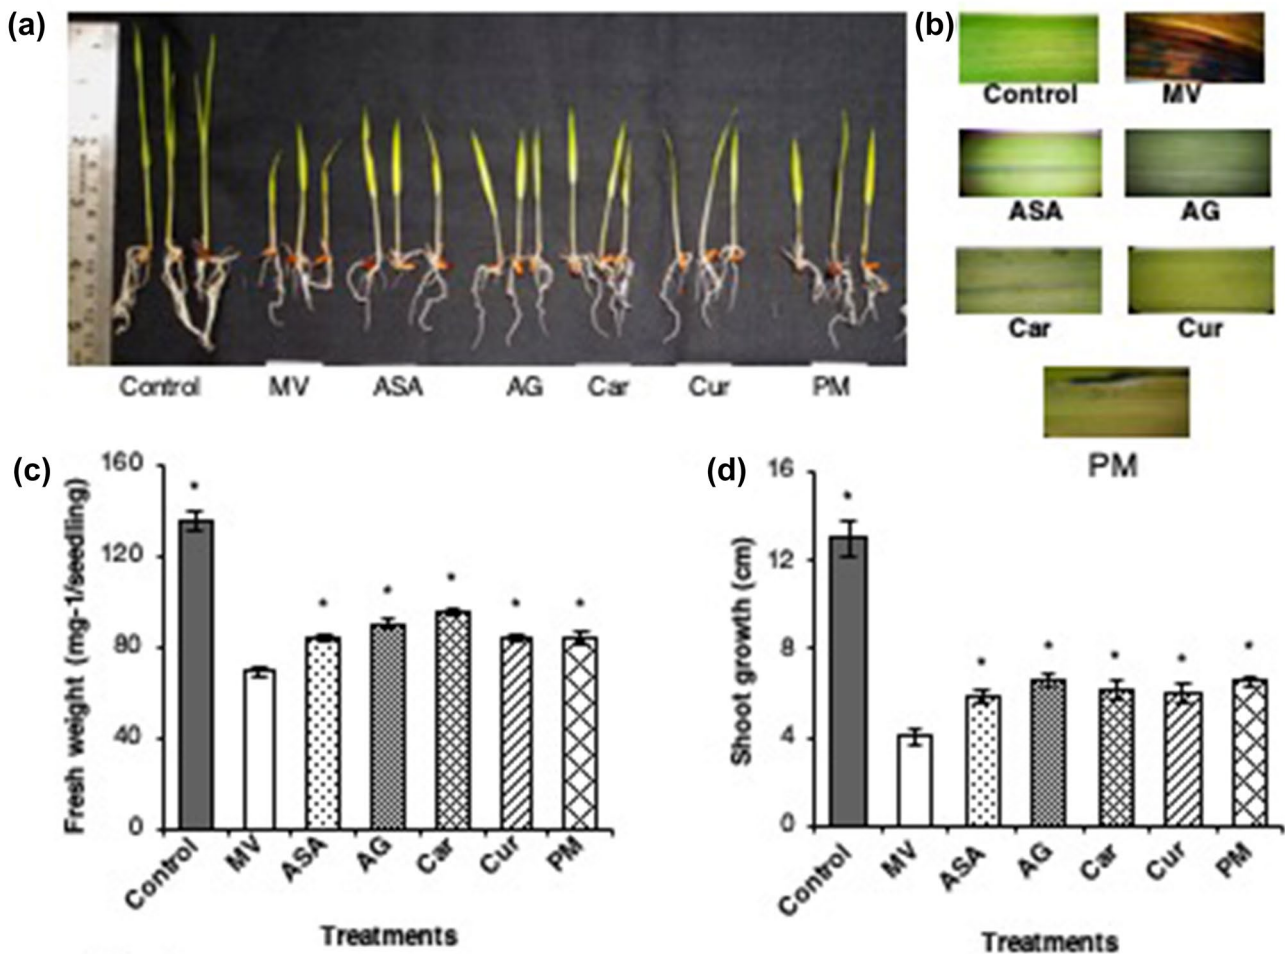 (a)
Control MV ASA AG Car Cur PM
(b)
Control MV
ASA AG
Car Cur
PM
(c)
Fresh weight (mg-1/seedling)
160
120
80
40
0
*
*
*
*
*
*
Control MV ASA AG Car Cur PM
Treatments
(d)
Shoot growth (cm)
16
12
8
4
0
*
*
*
*
*
*
Control MV ASA AG Car Cur PM
Treatments